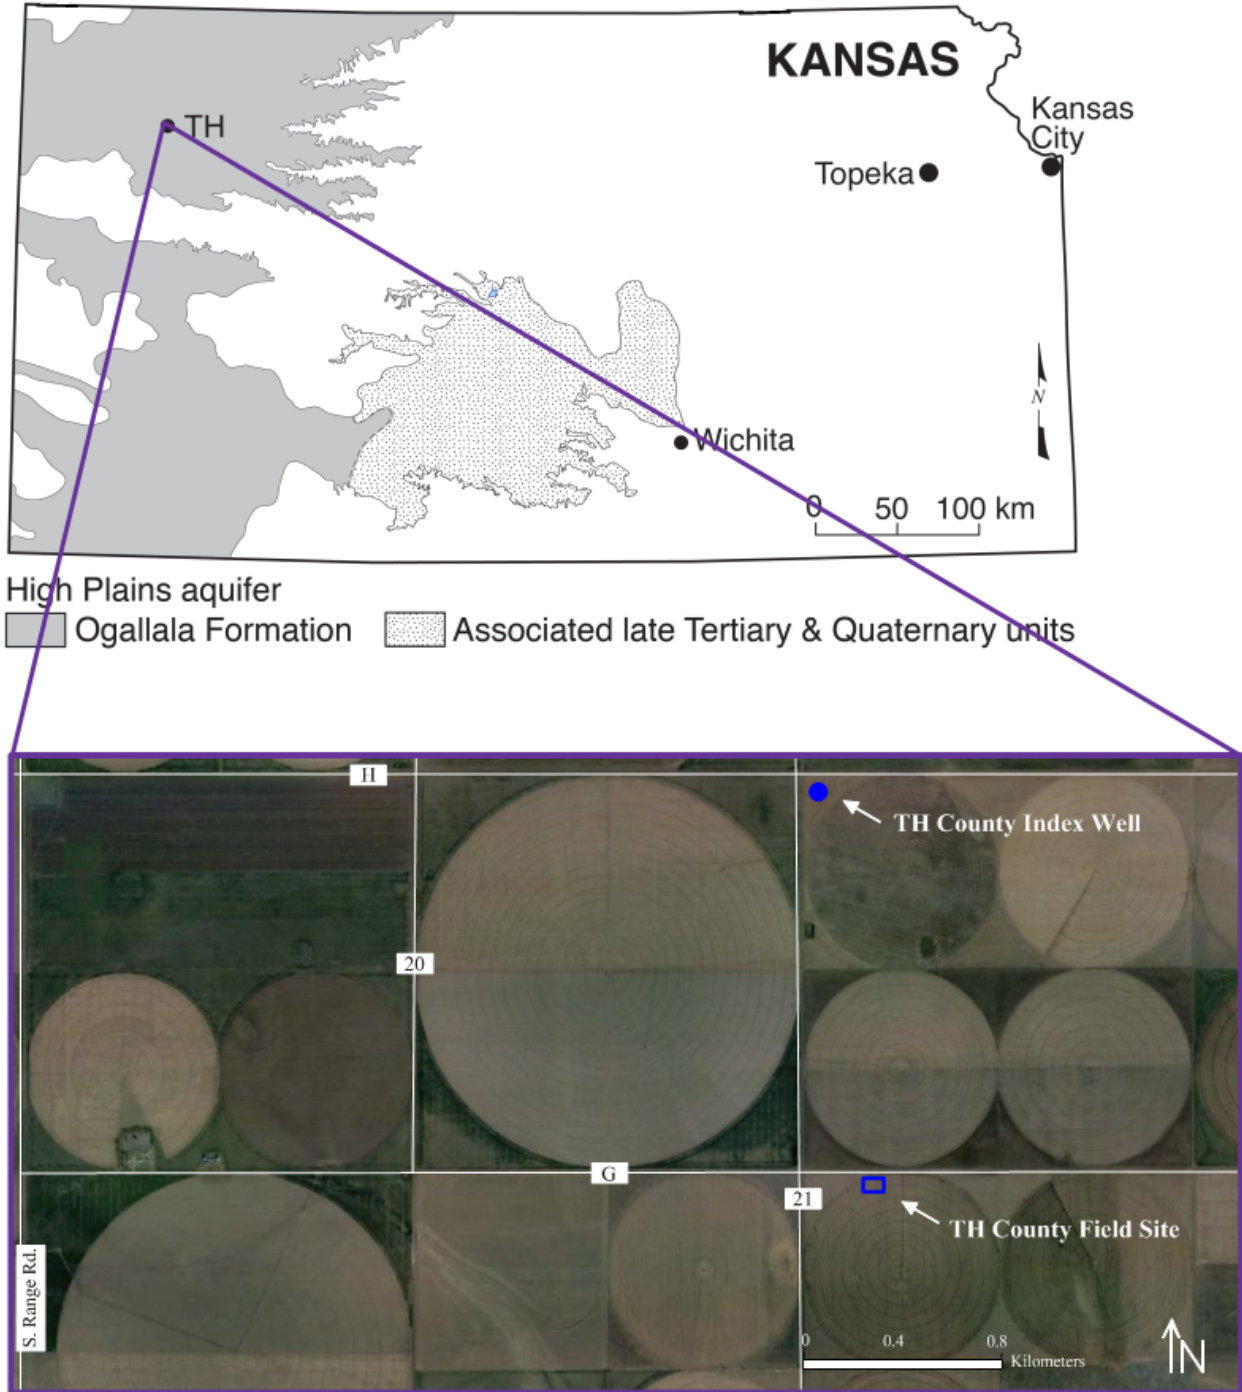 KANSAS
Kansas
City
TH
Topeka
N
Wichita
0 50 100 km
High Plains aquifer
Ogallala Formation
Associated late Tertiary & Quaternary units
H
TH County Index Well
20
G
21
TH County Field Site
S. Range Rd.
0 0.4 0.8
Kilometers
N